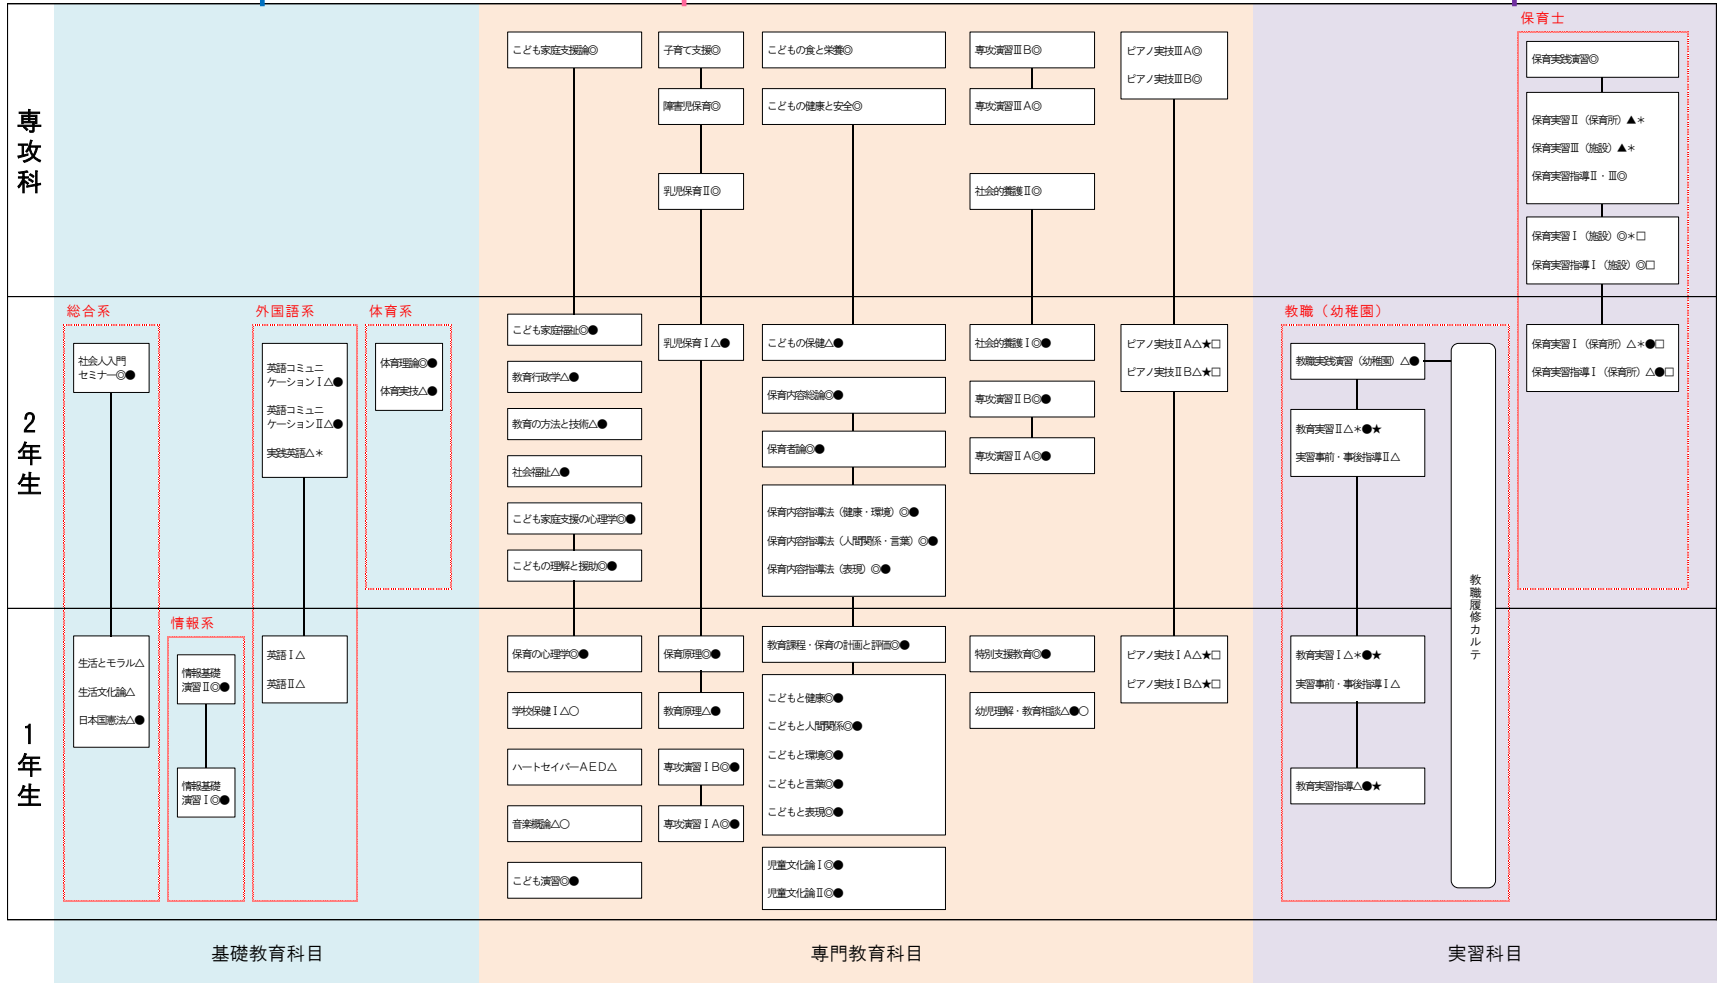 専攻科
こども家庭支援論◎
子育て支援◎
障害児保育◎
乳児保育Ⅱ◎
こどもの食と栄養◎
こどもの健康と安全◎
専攻演習ⅢB◎
専攻演習ⅢA◎
社会的養護Ⅱ◎
ピアノ実技ⅢA◎
ピアノ実技ⅢB◎
保育士
保育実践演習◎
保育実習Ⅱ（保育所）▲＊
保育実習Ⅲ（施設）▲＊
保育実習指導Ⅱ・Ⅲ◎
保育実習Ⅰ（施設）◎＊□
保育実習指導Ⅰ（施設）◎□
2年生
総合系
社会人入門
セミナー◎●
外国語系
英語コミュニ
ケーションⅠ△●
英語コミュニ
ケーションⅡ△●
実践英語△＊
体育系
体育理論◎●
体育実技△●
こども家庭福祉◎●
教育行政学△●
教育の方法と技術△●
社会福祉△●
こども家庭支援の心理学◎●
こどもの理解と援助◎●
乳児保育Ⅰ△●
こどもの保健△●
保育内容総論◎●
保育者論◎●
保育内容指導法（健康・環境）◎●
保育内容指導法（人間関係・言葉）◎●
保育内容指導法（表現）◎●
社会的養護Ⅰ◎●
専攻演習ⅡB◎●
専攻演習ⅡA◎●
ピアノ実技ⅡA△★□
ピアノ実技ⅡB△★□
教職（幼稚園）
教職実践演習（幼稚園）△●
教育実習Ⅱ△＊●★
実習事前・事後指導Ⅱ△
教職履修カルテ
保育実習Ⅰ（保育所）△＊●□
保育実習指導Ⅰ（保育所）△●□
1年生
生活とモラル△
生活文化論△
日本国憲法△●
情報系
情報基礎
演習Ⅱ◎●
情報基礎
演習Ⅰ◎●
英語Ⅰ△
英語Ⅱ△
保育の心理学◎●
学校保健Ⅰ△○
ハートセイバーAED△
音楽概論△○
こども演習◎●
保育原理◎●
教育原理△●
専攻演習ⅠB◎●
専攻演習ⅠA◎●
教育課程・保育の計画と評価◎●
こどもと健康◎●
こどもと人間関係◎●
こどもと環境◎●
こどもと言葉◎●
こどもと表現◎●
児童文化論Ⅰ◎●
児童文化論Ⅱ◎●
特別支援教育◎●
幼児理解・教育相談△●○
ピアノ実技ⅠA△★□
ピアノ実技ⅠB△★□
教育実習Ⅰ△＊●★
実習事前・事後指導Ⅰ△
教育実習指導△●★
基礎教育科目
専門教育科目
実習科目